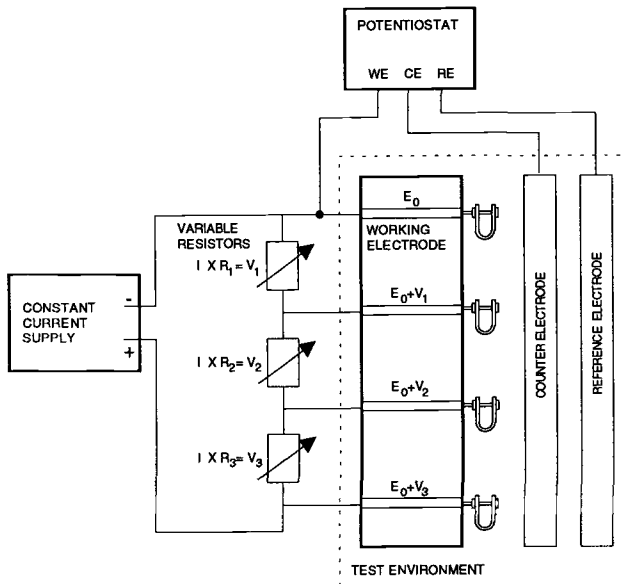 POTENTIOSTAT
WE CE RE
E₀
VARIABLE
RESISTORS
WORKING
ELECTRODE
I X R₁= V₁
CONSTANT
CURRENT
SUPPLY
-
+
E₀+V₁
I X R₂= V₂
E₀+V₂
I X R₃= V₃
E₀+V₃
COUNTER ELECTRODE
REFERENCE ELECTRODE
TEST ENVIRONMENT